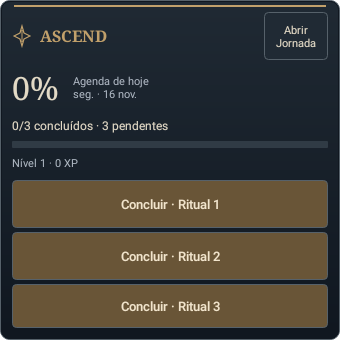 ASCEND
Abrir
Jornada
0%
Agenda de hoje
seg. · 16 nov.
0/3 concluídos · 3 pendentes
Nível 1 · 0 XP
Concluir · Ritual 1
Concluir · Ritual 2
Concluir · Ritual 3